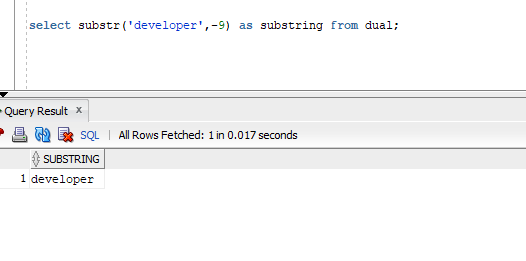 select substr('developer',-9) as substring from dual;
Query Result x
SQL | All Rows Fetched: 1 in 0.017 seconds
SUBSTRING
1 developer